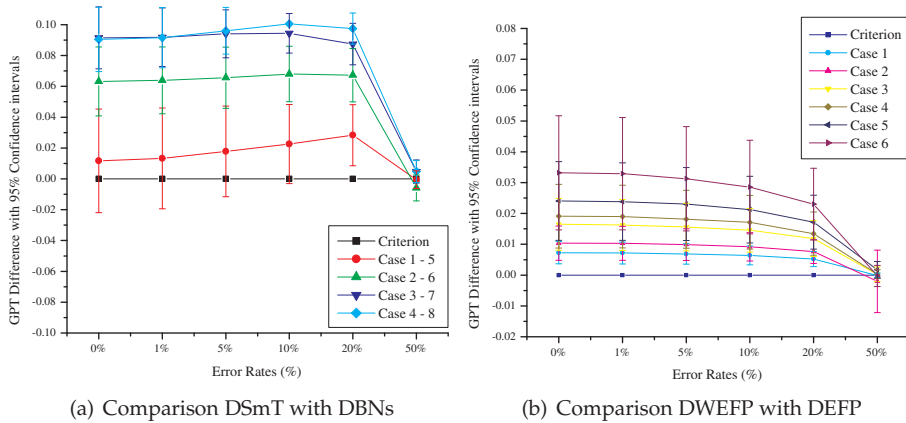 GPT Difference with 95% Confidence intervals
0.10
0.08
0.06
0.04
0.02
0.00
-0.02
-0.04
-0.06
-0.08
-0.10
Criterion
Case 1 - 5
Case 2 - 6
Case 3 - 7
Case 4 - 8
0% 1% 5% 10% 20% 50%
Error Rates (%)
(a) Comparison DSmT with DBNs
GPT Difference with 95% Confidence intervals
0.08
0.07
0.06
0.05
0.04
0.03
0.02
0.01
0.00
-0.01
-0.02
Criterion
Case 1
Case 2
Case 3
Case 4
Case 5
Case 6
0% 1% 5% 10% 20% 50%
Error Rates (%)
(b) Comparison DWEFP with DEFP